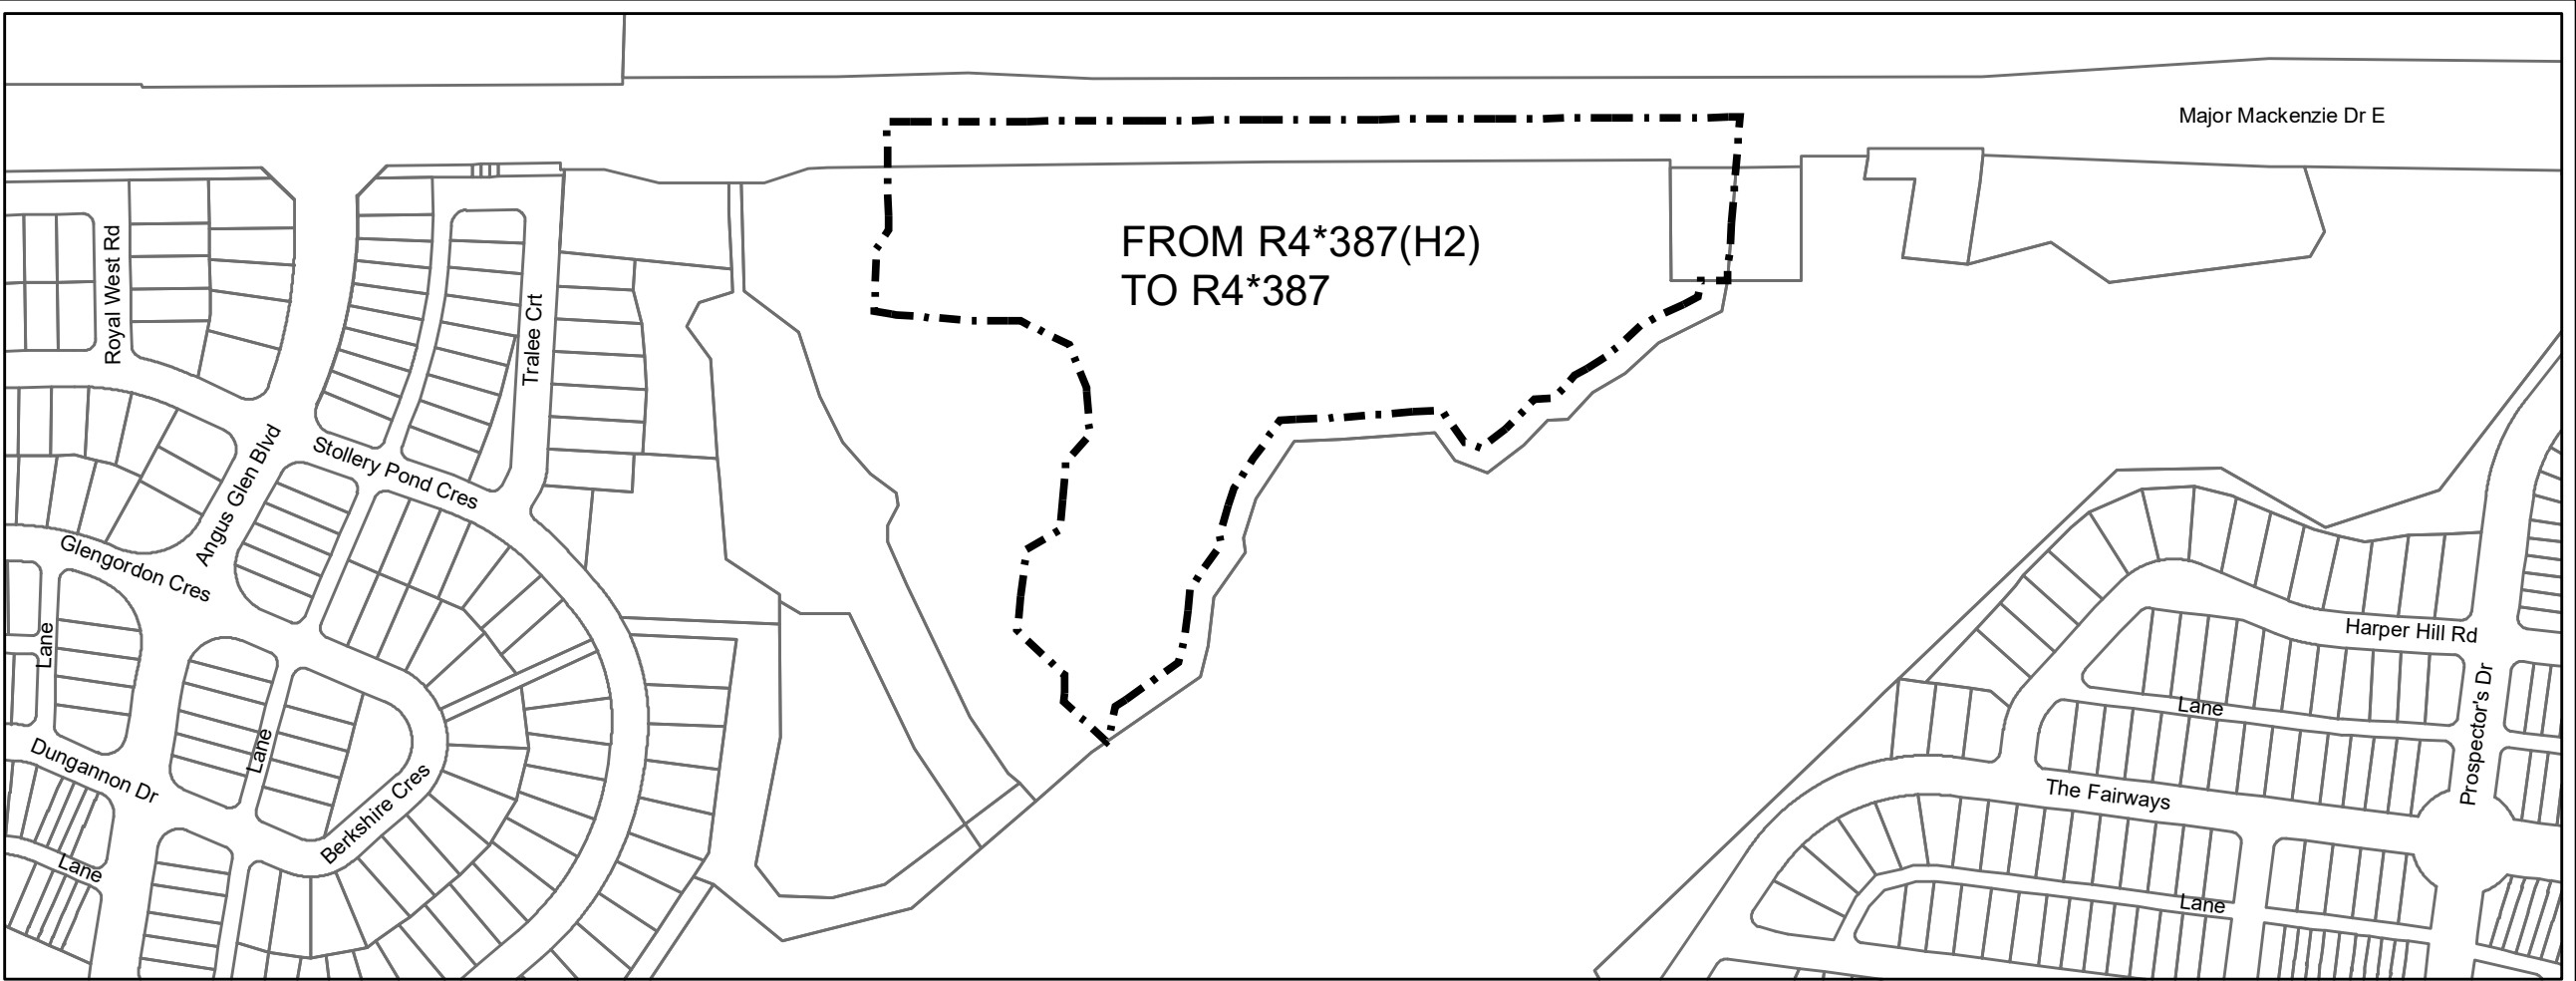 Major Mackenzie Dr E
FROM R4*387(H2)
TO R4*387
Royal West Rd
Tralee Crt
Stollery Pond Cres
Angus Glen Blvd
Glengordon Cres
Lane
Harper Hill Rd
Prospector's Dr
Lane
Lane
Dungannon Dr
Berkshire Cres
The Fairways
Lane
Lane